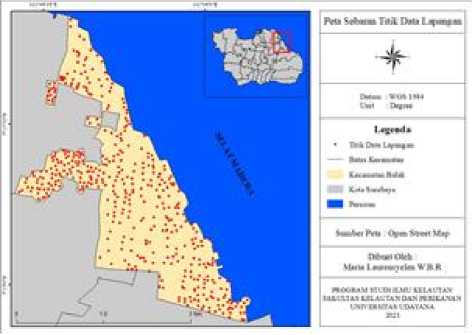 Peta Sebaran Titik Data Lapangan
Datum : WGS 1984
Unit : Degree
Legenda
Titik Data Lapangan
Batas Kecamatan
Kecamatan Bulak
Kota Surabaya
Perairan
SELAT MADURA
Sumber Peta : Open Street Map
Dibuat Oleh :
Maria W.B.R
PROGRAM STUDI ILMU KELAUTAN
FAKULTAS KELAUTAN DAN PERIKANAN
UNIVERSITAS UDAYANA